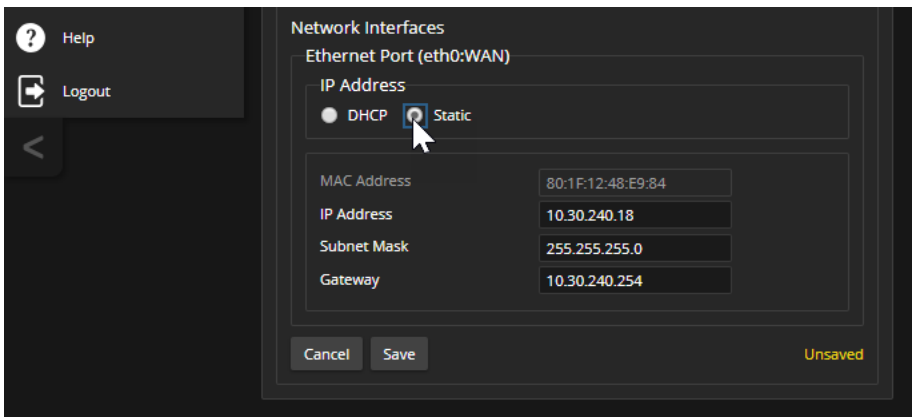 Help
Logout
Network Interfaces
Ethernet Port (eth0:WAN)
IP Address
DHCP Static
MAC Address 80:1F:12:48:E9:84
IP Address 10.30.240.18
Subnet Mask 255.255.255.0
Gateway 10.30.240.254
Cancel Save Unsaved